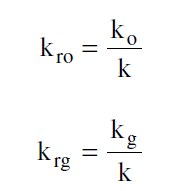 k_ro = k_o / k
k_rg = k_g / k